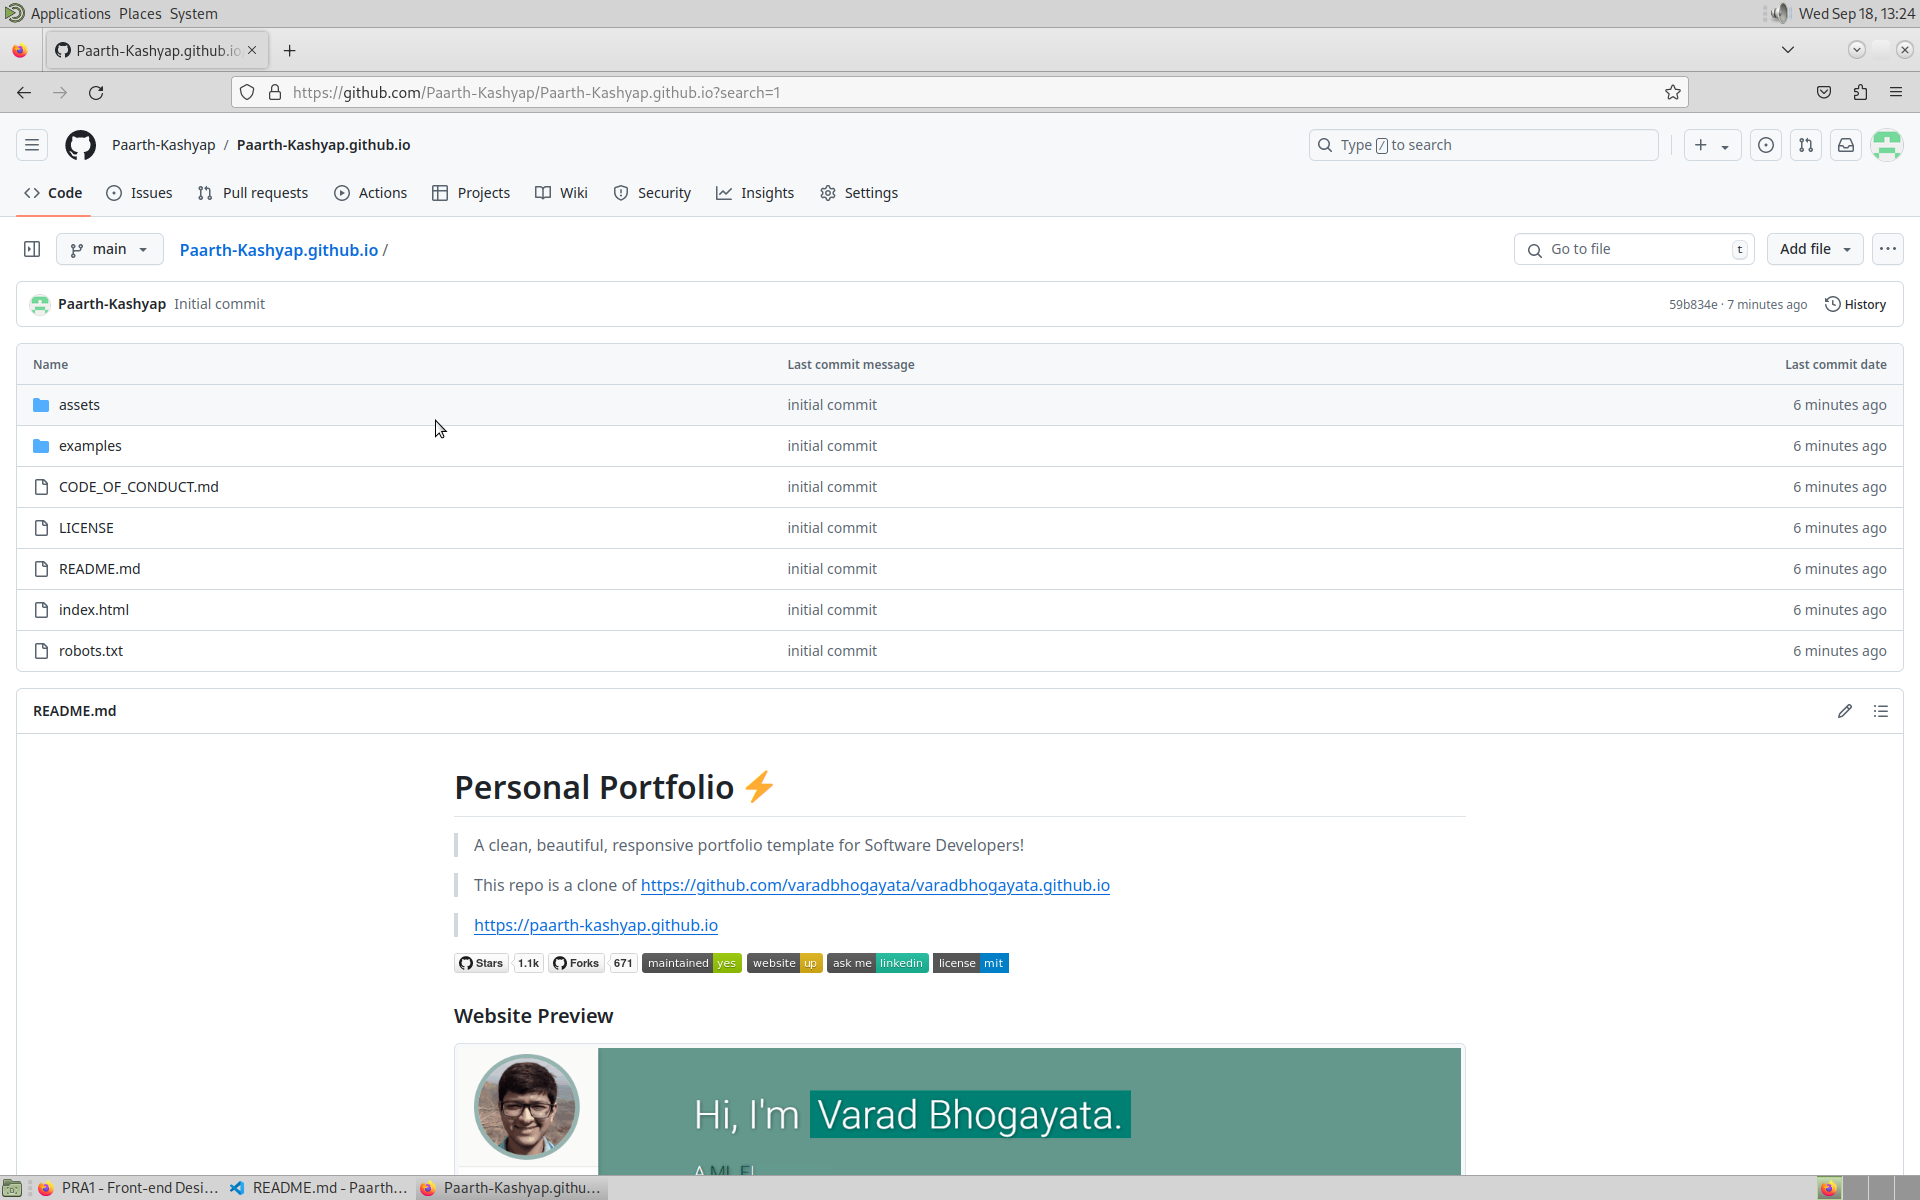 Applications Places System
Wed Sep 18, 13:24
Paarth-Kashyap.github.io
https://github.com/Paarth-Kashyap/Paarth-Kashyap.github.io?search=1
Paarth-Kashyap / Paarth-Kashyap.github.io
Type / to search
Code Issues Pull requests Actions Projects Wiki Security Insights Settings
main
Paarth-Kashyap.github.io /
Go to file t
Add file
Paarth-Kashyap Initial commit
59b834e · 7 minutes ago
History
Name Last commit message Last commit date
assets initial commit 6 minutes ago
examples initial commit 6 minutes ago
CODE_OF_CONDUCT.md initial commit 6 minutes ago
LICENSE initial commit 6 minutes ago
README.md initial commit 6 minutes ago
index.html initial commit 6 minutes ago
robots.txt initial commit 6 minutes ago
README.md
Personal Portfolio ⚡
A clean, beautiful, responsive portfolio template for Software Developers!
This repo is a clone of https://github.com/varadbhogayata/varadbhogayata.github.io
https://paarth-kashyap.github.io
Stars 1.1k Forks 671 maintained yes website up ask me linkedin license mit
Website Preview
Hi, I'm Varad Bhogayata.
A ML E|
PRA1 - Front-end Desi... README.md - Paarth... Paarth-Kashyap.githu...